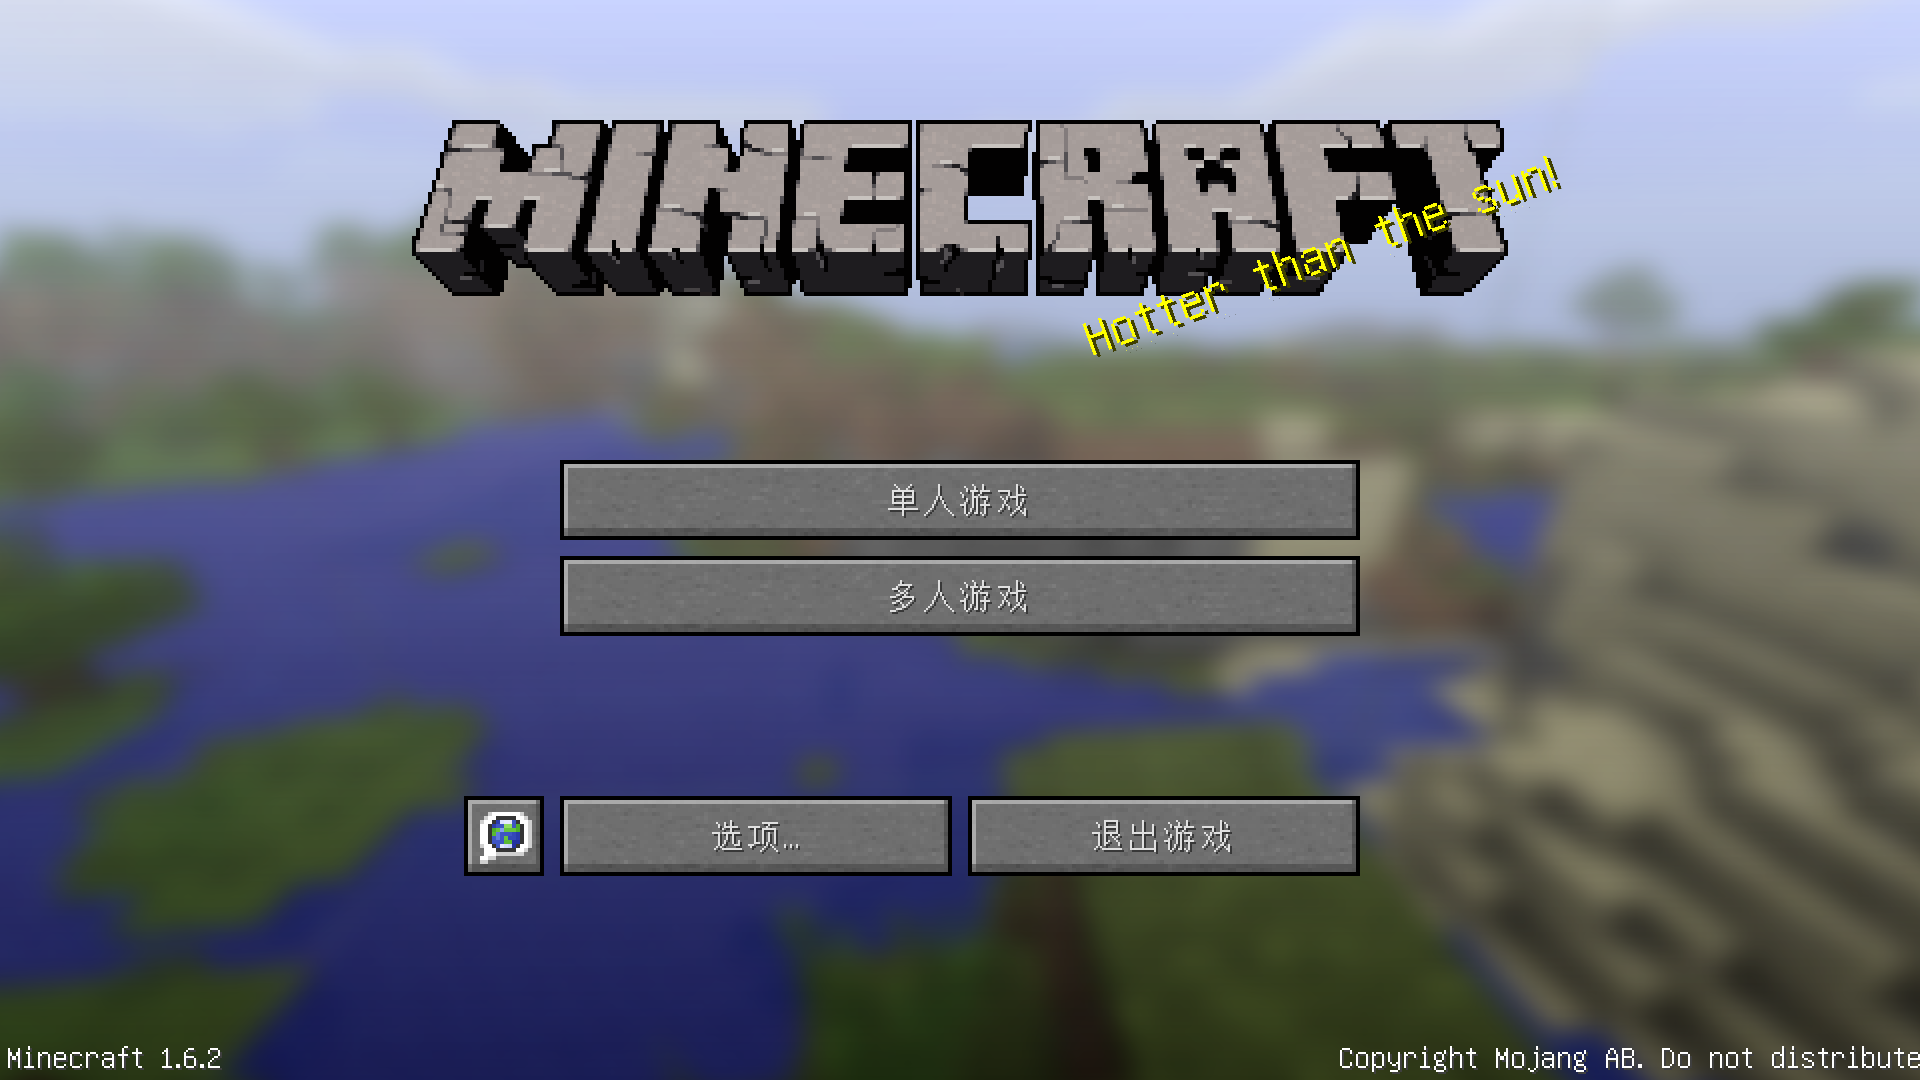 MINECRAFT
Hotter than the sun!
单人游戏
多人游戏
选项...
退出游戏
Minecraft 1.6.2
Copyright Mojang AB. Do not distribute